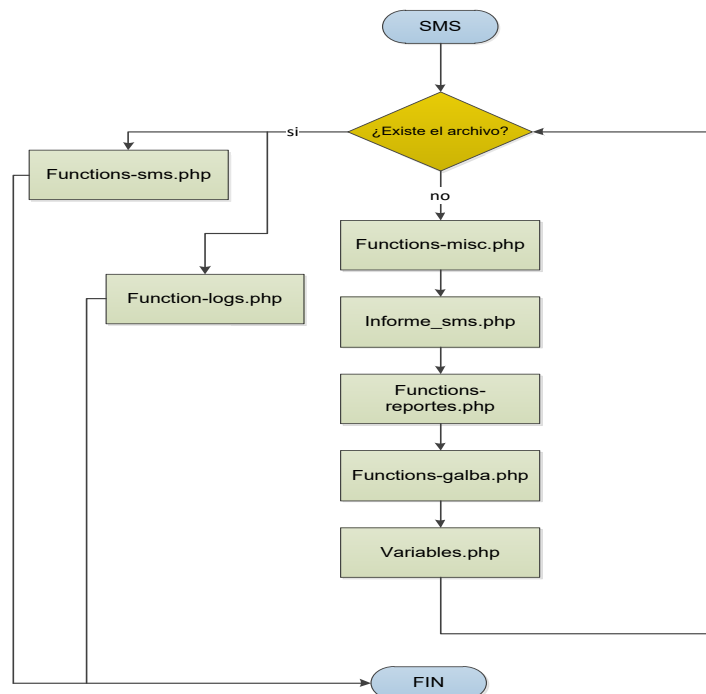 SMS
¿Existe el archivo?
si
no
Functions-sms.php
Functions-misc.php
Function-logs.php
Informe_sms.php
Functions-
reportes.php
Functions-galba.php
Variables.php
FIN